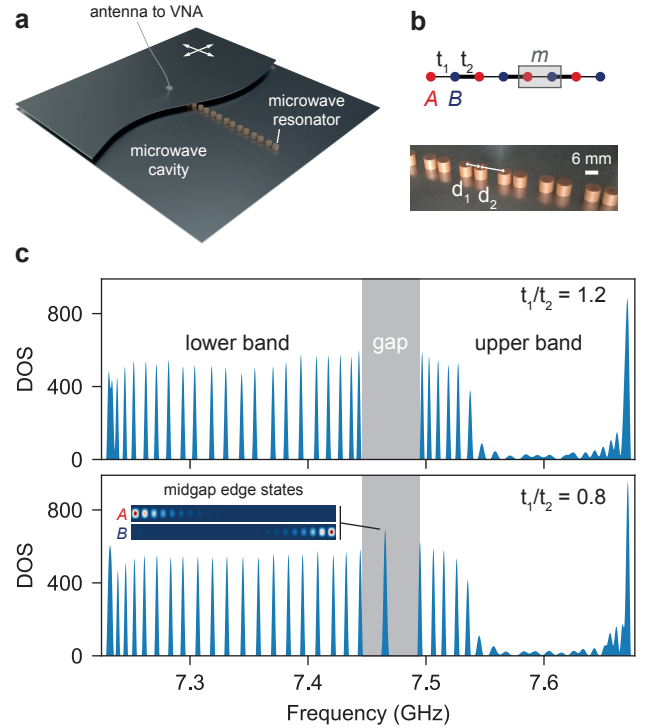 a
antenna to VNA
microwave
resonator
microwave
cavity
b
t₁ t₂ m
A B
6 mm
d₁ d₂
c
t₁/t₂ = 1.2
800
lower band gap upper band
400
0
DOS
midgap edge states
t₁/t₂ = 0.8
A
B
800
400
0
DOS
7.3 7.4 7.5 7.6
Frequency (GHz)